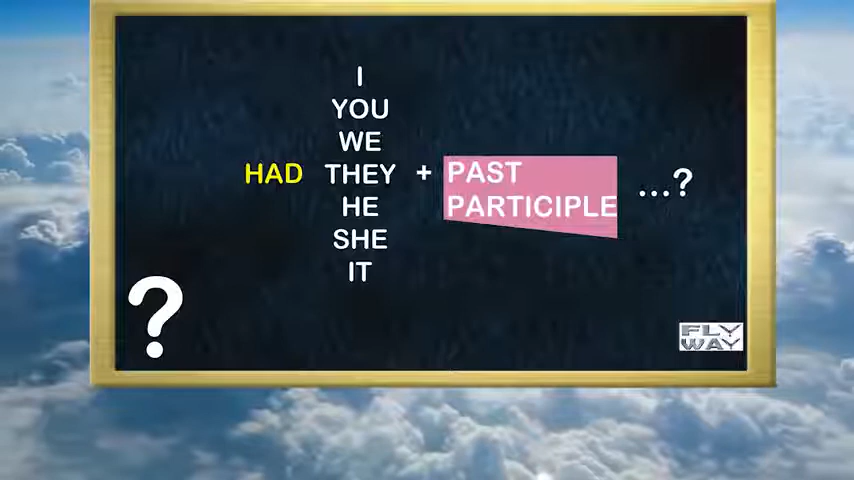 I
YOU
WE
HAD THEY + PAST
PARTICIPLE ...?
HE
SHE
IT
?
FLY
WAY